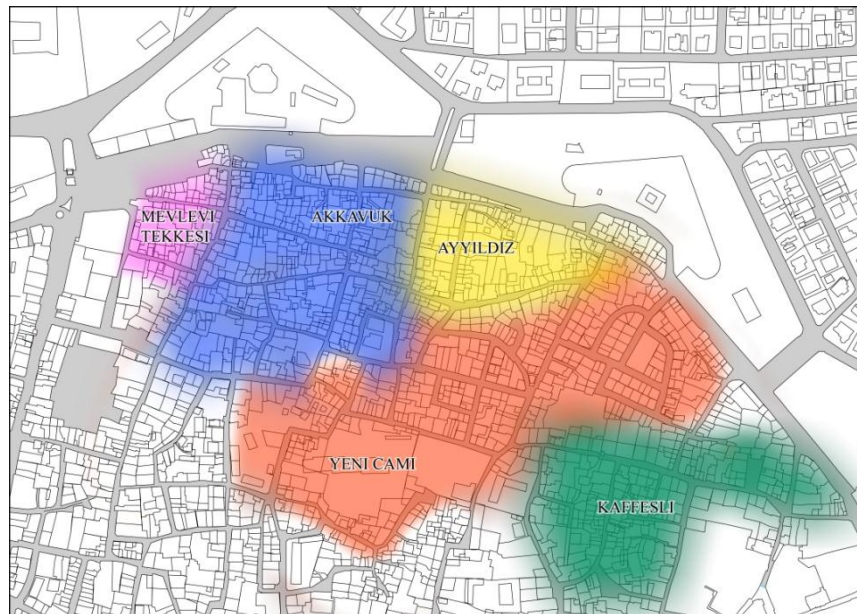 MEVLEVI
TEKKESI
AKKAVUK
AYYILDIZ
YENI CAMI
KAFFESLI